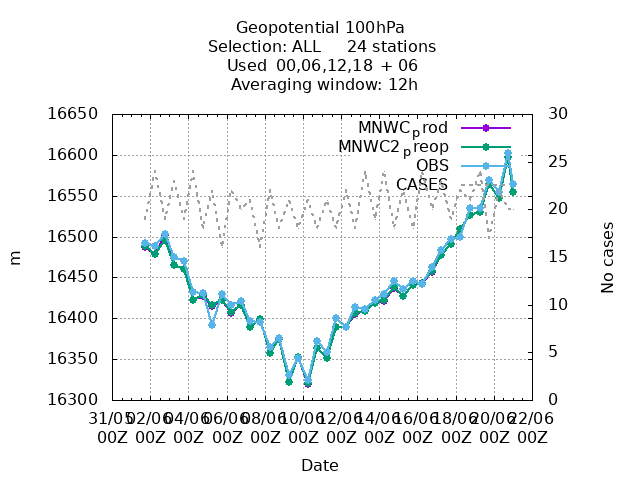 Geopotential 100hPa
Selection: ALL 24 stations
Used 00,06,12,18 + 06
Averaging window: 12h
16650
16600
16550
16500
16450
16400
16350
16300
m
30
25
20
15
10
5
0
No cases
MNWCprod
MNWC2preop
OBS
CASES
31/05 02/06 04/06 06/06 08/06 10/06 12/06 14/06 16/06 18/06 20/06 22/06
00Z 00Z 00Z 00Z 00Z 00Z 00Z 00Z 00Z 00Z 00Z 00Z
Date